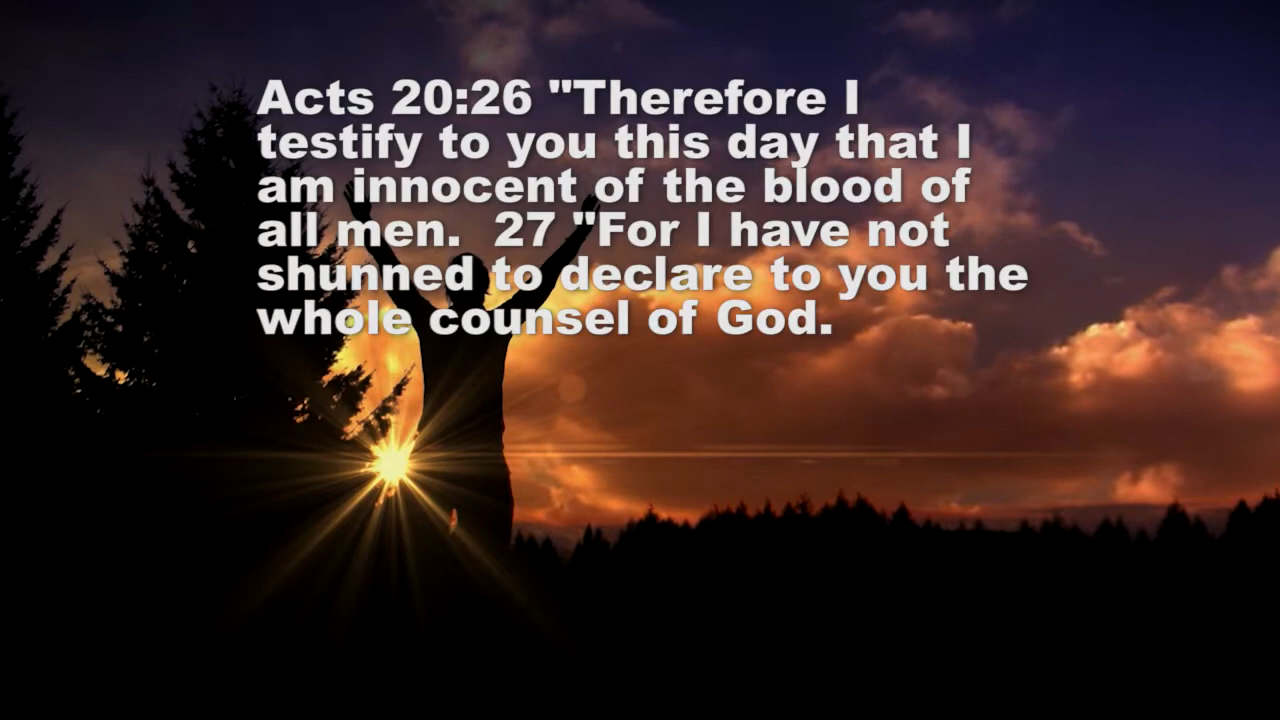 Acts 20:26 "Therefore I
testify to you this day that I
am innocent of the blood of
all men.  27 "For I have not
shunned to declare to you the
whole counsel of God.